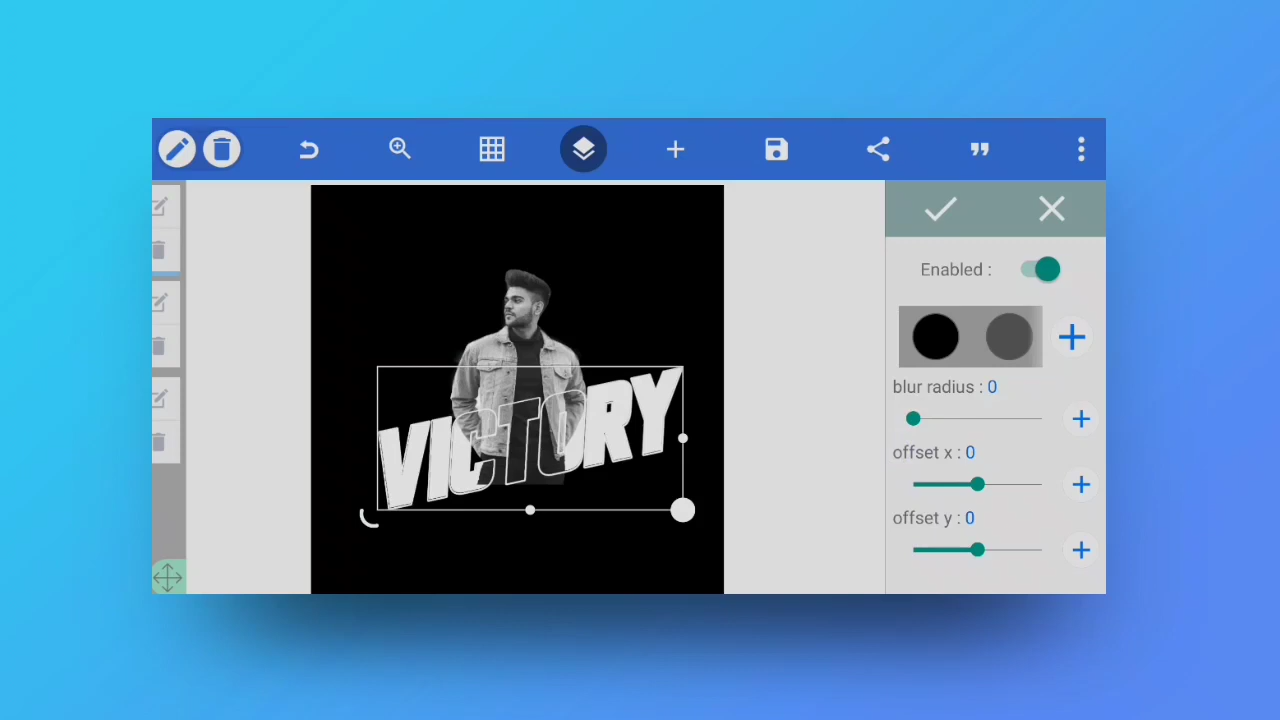 Enabled :
blur radius : 0
offset x : 0
offset y : 0
VICTORY